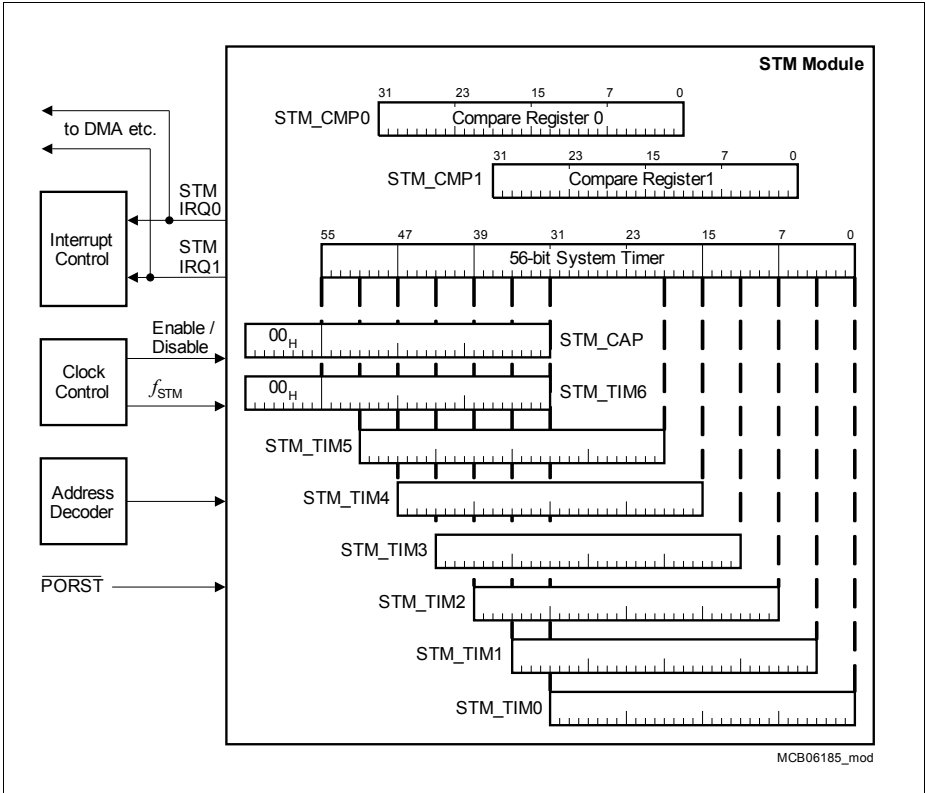 STM Module
31 23 15 7 0
STM_CMP0 Compare Register 0
31 23 15 7 0
STM_CMP1 Compare Register1
to DMA etc.
STM
IRQ0
STM
IRQ1
Interrupt
Control
55 47 39 31 23 15 7 0
56-bit System Timer
Enable /
Disable
Clock
Control
fSTM
00H STM_CAP
00H STM_TIM6
STM_TIM5
Address
Decoder
STM_TIM4
STM_TIM3
PORST
STM_TIM2
STM_TIM1
STM_TIM0
MCB06185_mod